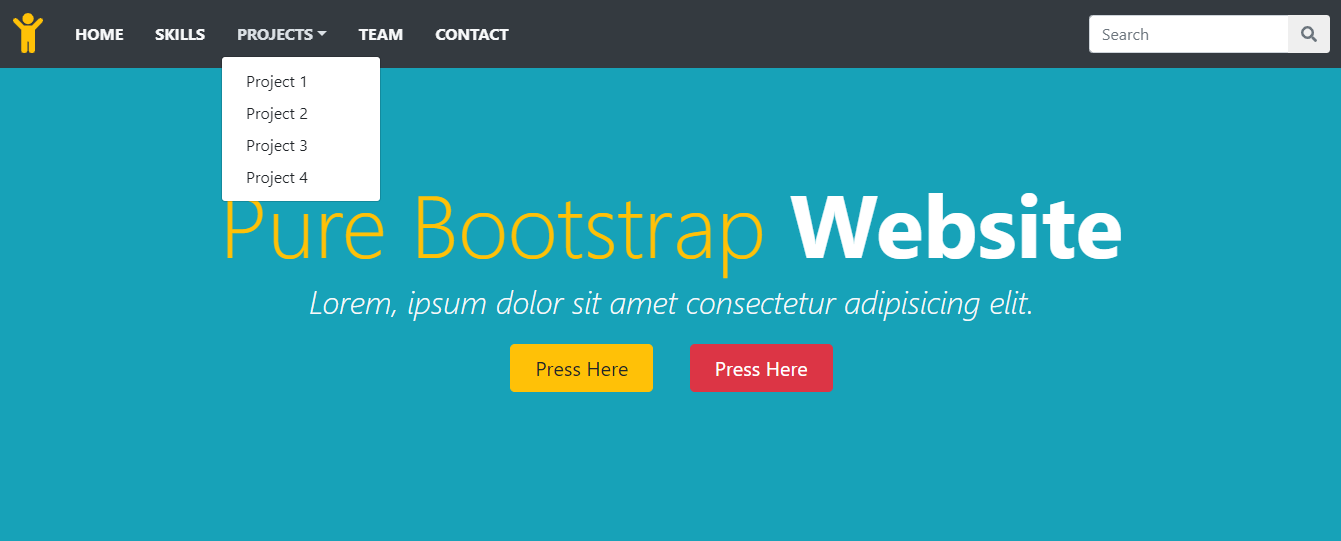 HOME SKILLS PROJECTS TEAM CONTACT Search
Project 1
Project 2
Project 3
Project 4
Pure Bootstrap Website
Lorem, ipsum dolor sit amet consectetur adipisicing elit.
Press Here Press Here